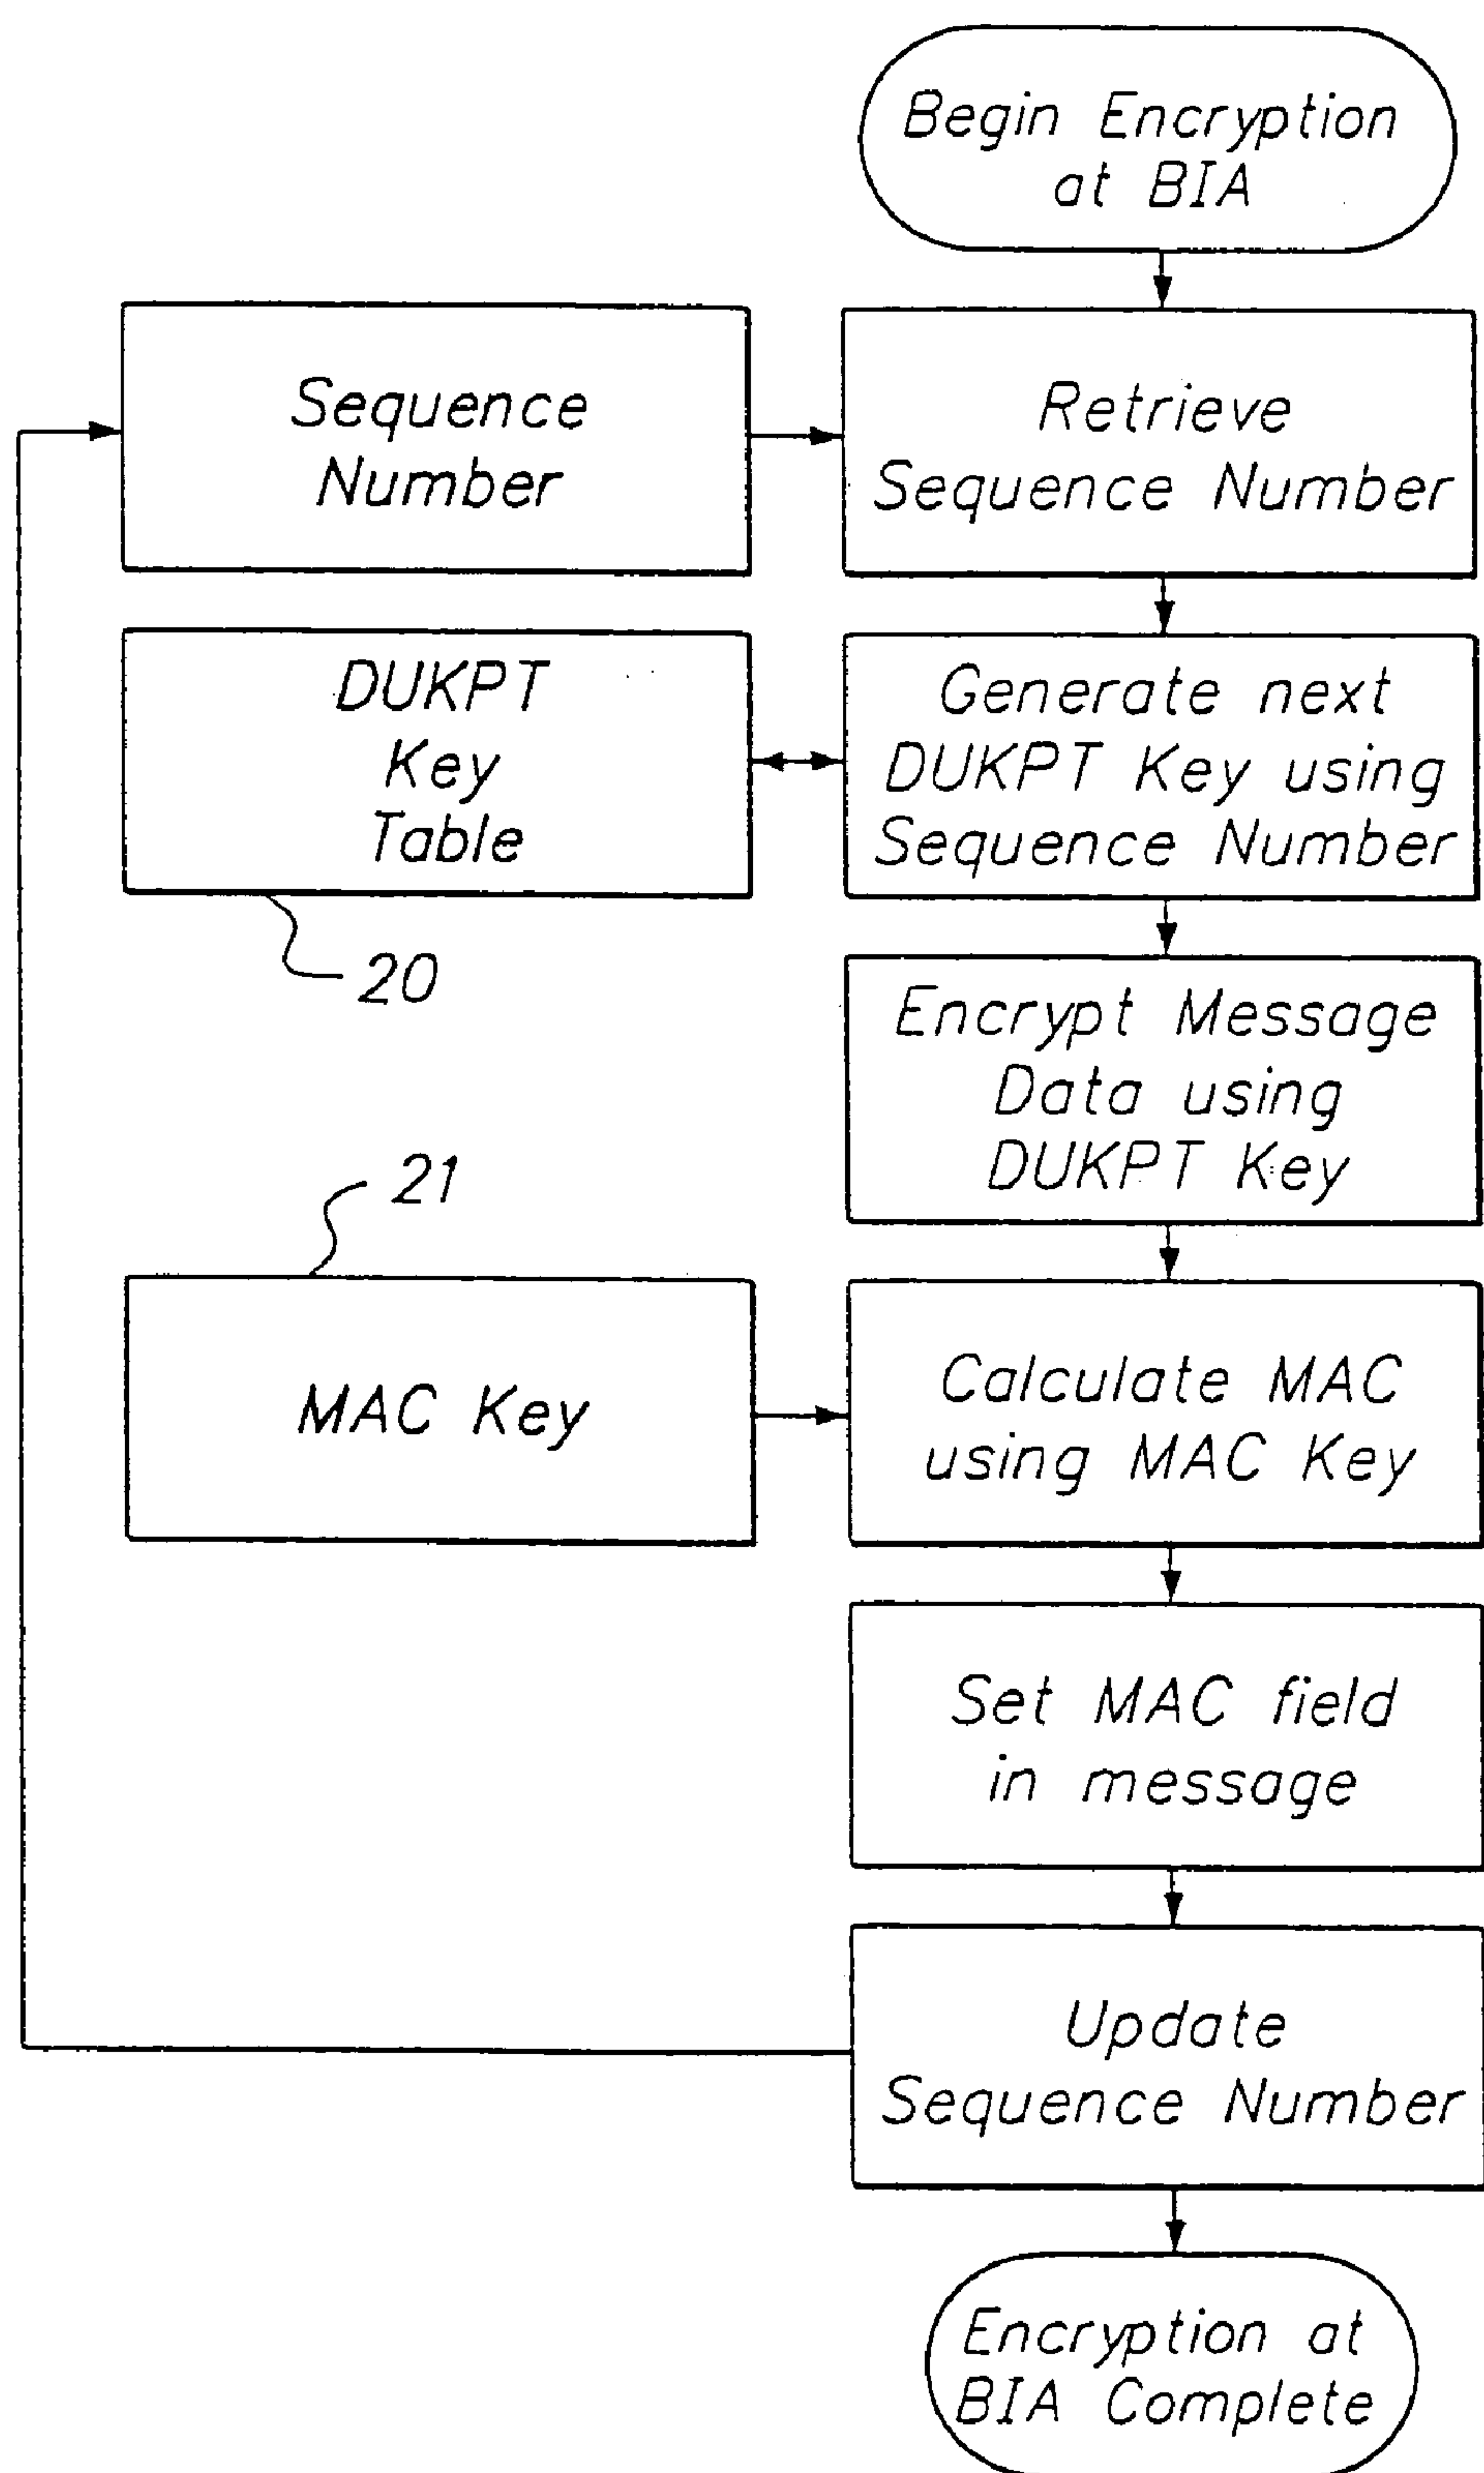 Begin Encryption
at BIA
Sequence
Number
Retrieve
Sequence Number
DUKPT
Key
Table
20
Generate next
DUKPT Key using
Sequence Number
Encrypt Message
Data using
DUKPT Key
21
MAC Key
Calculate MAC
using MAC Key
Set MAC field
in message
Update
Sequence Number
Encryption at
BIA Complete